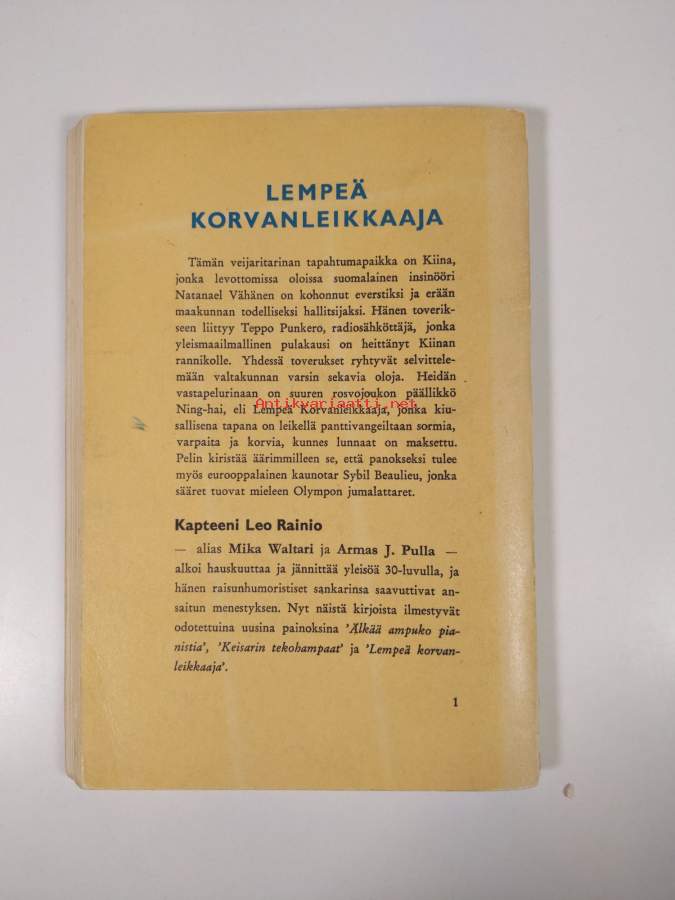 LEMPEÄ
KORVANLEIKKAAJA
Tämän veijaritarinan tapahtumapaikka on Kiina,
jonka levottomissa oloissa suomalainen insinööri
Natanael Vähänen on kohonnut everstiksi ja erään
maakunnan todelliseksi hallitsijaksi. Hänen toverik-
seen liittyy Teppo Punkero, radiosähköttäjä, jonka
yleismaailmallinen pulakausi on heittänyt Kiinan
rannikolle. Yhdessä toverukset ryhtyvät selvittele-
mään valtakunnan varsin sekavia oloja. Heidän
vastapelurinaan on suuren rosvojoukon päällikkö
Antikvariaatti.net
Ning-hai, eli Lempeä Korvanleikkaaja, jonka kiu-
sallisena tapana on leikellä panttivangeiltaan sormia,
varpaita ja korvia, kunnes lunnaat on maksettu.
Pelin kiristää äärimmilleen se, että panokseksi tulee
myös eurooppalainen kaunotar Sybil Beaulieu, jonka
sääret tuovat mieleen Olympon jumalattaret.
Kapteeni Leo Rainio
— alias Mika Waltari ja Armas J. Pulla —
alkoi hauskuuttaa ja jännittää yleisöä 30-luvulla, ja
hänen raisunhumoristiset sankarinsa saavuttivat an-
saitun menestyksen. Nyt näistä kirjoista ilmestyvät
odotettuina uusina painoksina 'Älkää ampuko pia-
nistia', 'Keisarin tekohampaat' ja 'Lempeä korvan-
leikkaaja'.
1